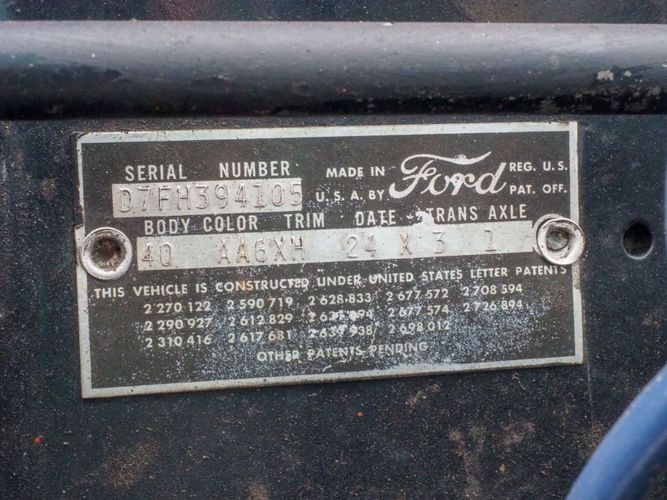 SERIAL NUMBER MADE IN Ford REG. U.S.
D7FH394105 U.S.A. BY PAT. OFF.
BODY COLOR TRIM DATE TRANS AXLE
40 AA6XH 24 X 3 1
THIS VEHICLE IS CONSTRUCTED UNDER UNITED STATES LETTER PATENTS
2 270 122 2 590 719 2 628 833 2 677 572 2 708 594
2 290 927 2 612 829 2 677 574 2 726 894
2 310 416 2 617 681 2 698 012
OTHER PATENTS PENDING